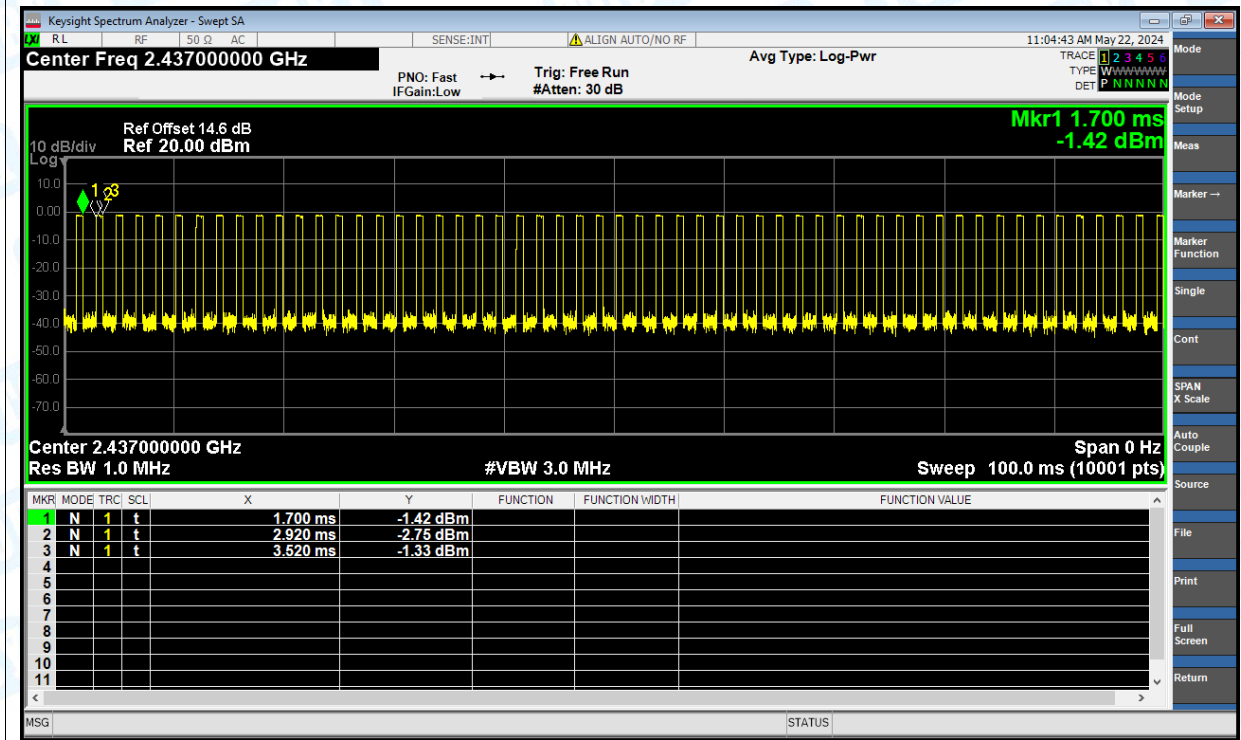 Keysight Spectrum Analyzer - Swept SA
LXI RL RF 50 Ω AC SENSE:INT ALIGN AUTO/NO RF 11:04:43 AM May 22, 2024
Center Freq 2.437000000 GHz
PNO: Fast
IFGain:Low
Trig: Free Run
#Atten: 30 dB
Avg Type: Log-Pwr
TRACE 1 2 3 4 5 6
TYPE WWWWWW
DET P N N N N N
Ref Offset 14.6 dB
10 dB/div Ref 20.00 dBm
Log
Mkr1 1.700 ms
-1.42 dBm
10.0
0.00
-10.0
-20.0
-30.0
-40.0
-50.0
-60.0
-70.0
1 2 3
Center 2.437000000 GHz Span 0 Hz
Res BW 1.0 MHz #VBW 3.0 MHz Sweep 100.0 ms (10001 pts)
MKR MODE TRC SCL X Y FUNCTION FUNCTION WIDTH FUNCTION VALUE
1 N 1 t 1.700 ms -1.42 dBm
2 N 1 t 2.920 ms -2.75 dBm
3 N 1 t 3.520 ms -1.33 dBm
4
5
6
7
8
9
10
11
MSG STATUS
Mode
Mode
Setup
Meas
Marker →
Marker
Function
Single
Cont
SPAN
X Scale
Auto
Couple
Source
File
Print
Full
Screen
Return